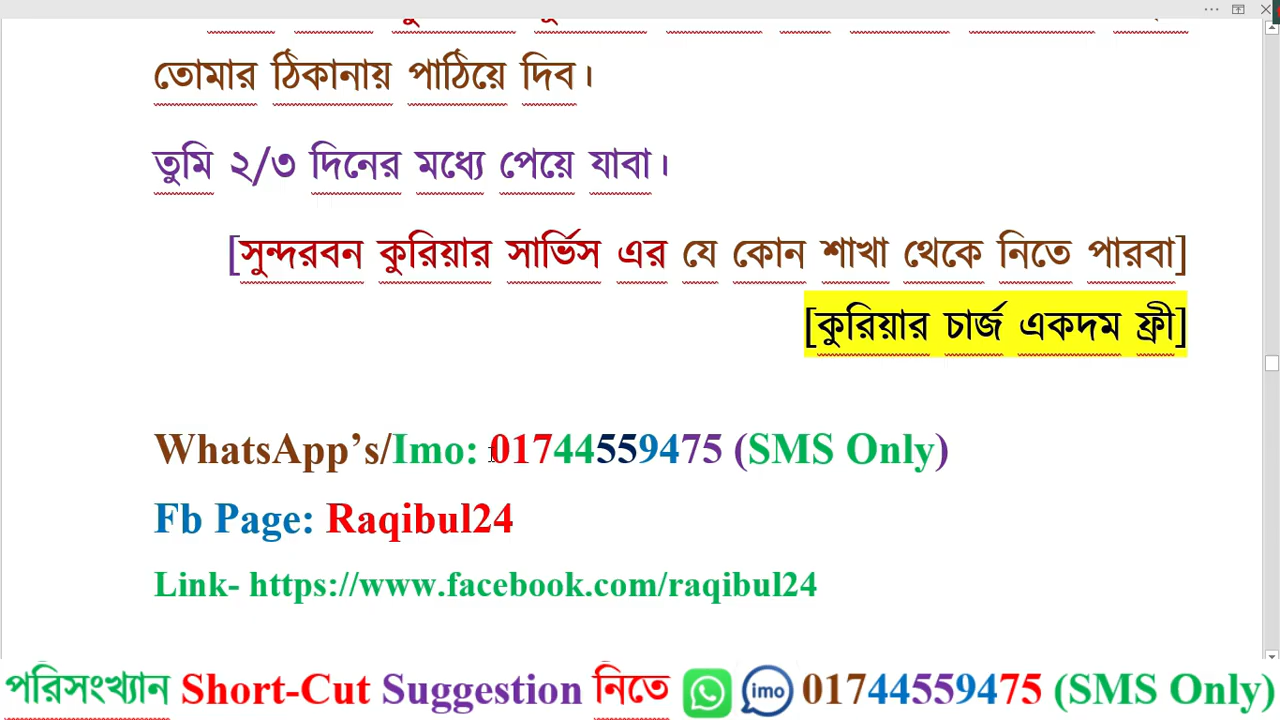 তোমার ঠিকানায় পাঠিয়ে দিব।
তুমি ২/৩ দিনের মধ্যে পেয়ে যাবা।
[সুন্দরবন কুরিয়ার সার্ভিস এর যে কোন শাখা থেকে নিতে পারবা]
[কুরিয়ার চার্জ একদম ফ্রী]
WhatsApp’s/Imo: 01744559475 (SMS Only)
Fb Page: Raqibul24
Link- https://www.facebook.com/raqibul24
পরিসংখ্যান Short-Cut Suggestion নিতে imo 01744559475 (SMS Only)